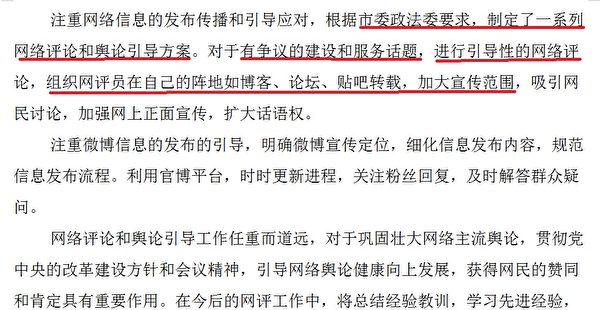 注重网络信息的发布传播和引导应对，根据市委政法委要求，制定了一系列
网络评论和舆论引导方案。对于有争议的建设和服务话题，进行引导性的网络评
论，组织网评员在自己的阵地如博客、论坛、贴吧转载，加大宣传范围，吸引网
民讨论，加强网上正面宣传，扩大话语权。
注重微博信息的发布的引导，明确微博宣传定位，细化信息发布内容，规范
信息发布流程。利用官博平台，时时更新进程，关注粉丝回复，及时解答群众疑
问。
网络评论和舆论引导工作任重而道远，对于巩固壮大网络主流舆论，贯彻党
中央的改革建设方针和会议精神，引导网络舆论健康向上发展，获得网民的赞同
和肯定具有重要作用。在今后的网评工作中，将总结经验教训，学习先进经验，